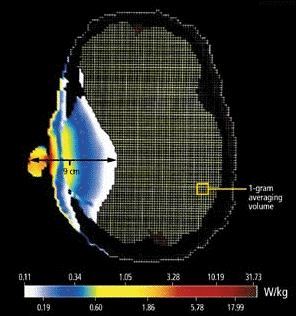 9 cm
1-gram
averaging
volume
0.11 0.34 1.05 3.28 10.19 31.73
W/kg
0.19 0.60 1.86 5.78 17.99